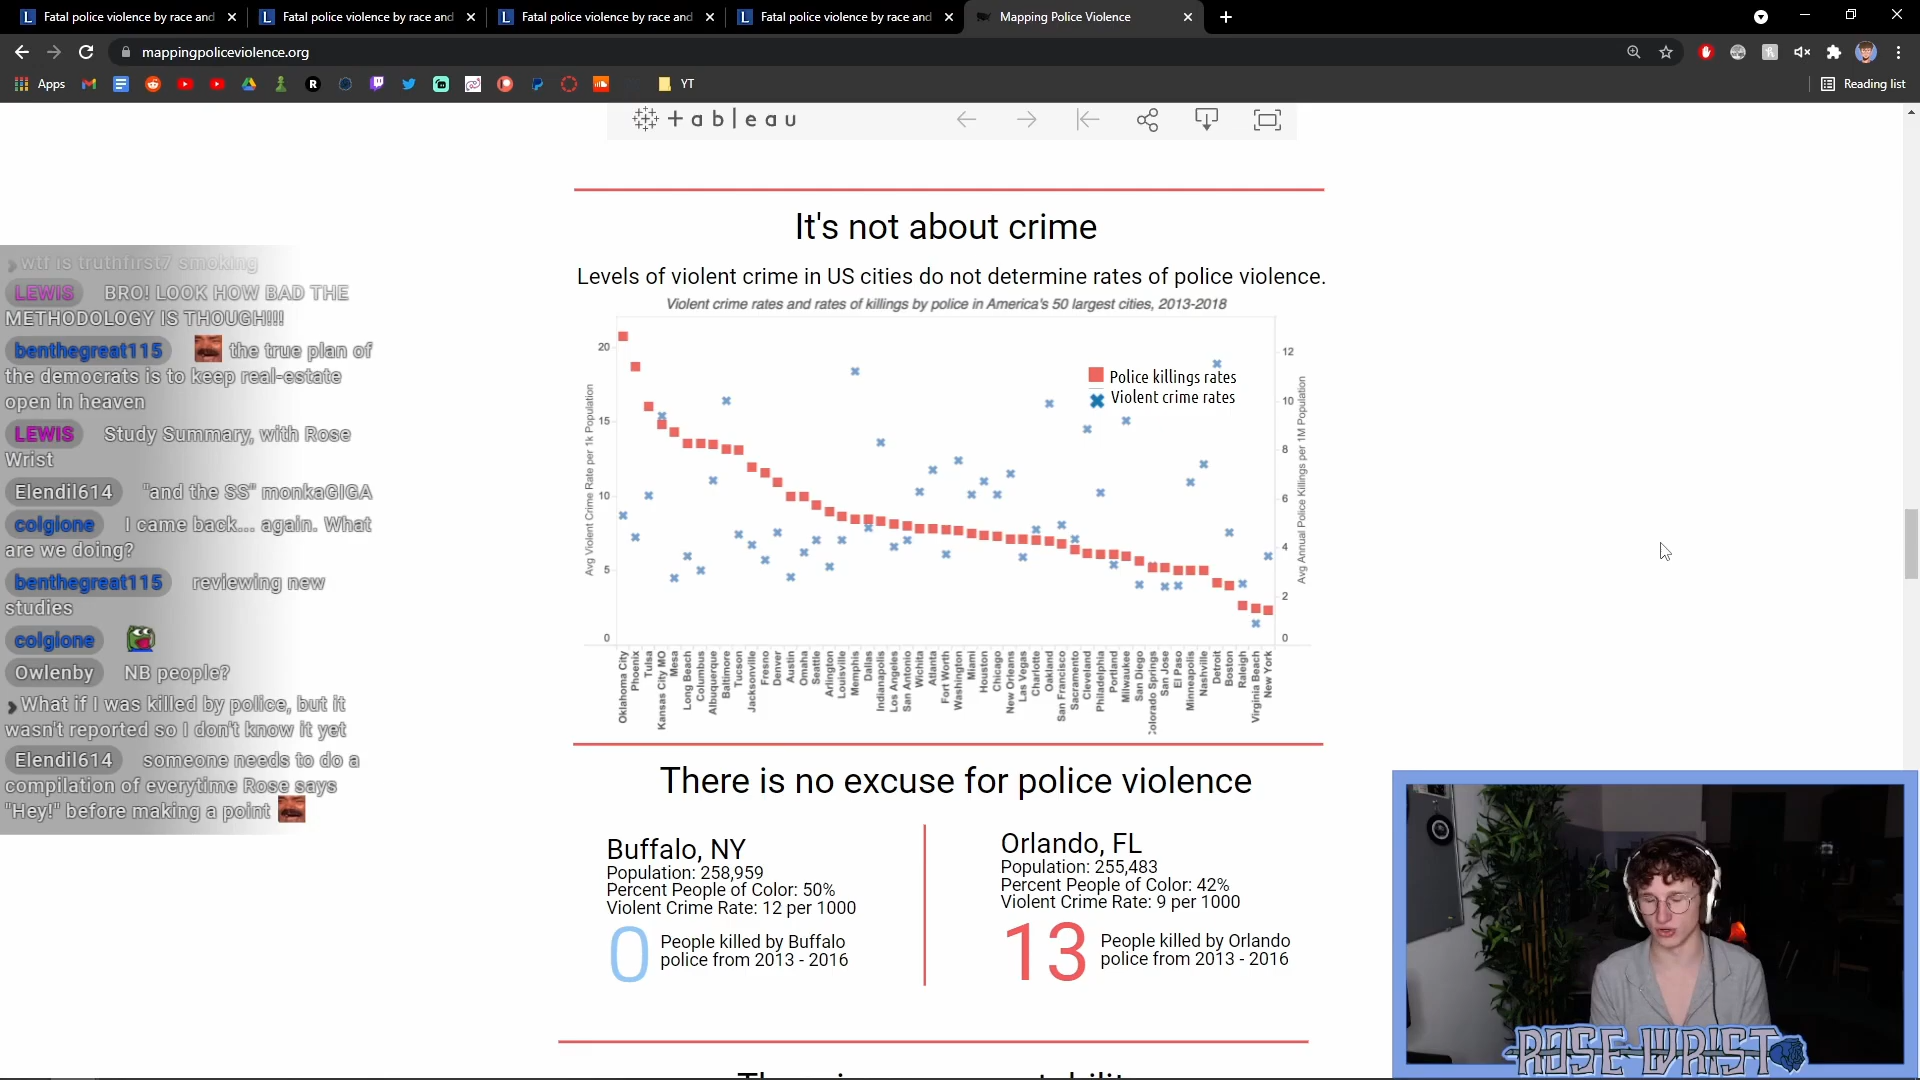 Fatal police violence by race and
Fatal police violence by race and
Fatal police violence by race and
Fatal police violence by race and
Mapping Police Violence
mappingpoliceviolence.org
Apps
YT
Reading list
+ a b | e a u
It's not about crime
Levels of violent crime in US cities do not determine rates of police violence.
Violent crime rates and rates of killings by police in America's 50 largest cities, 2013-2018
Police killings rates
Violent crime rates
Avg Violent Crime Rate per 1k Population
20
15
10
5
0
Avg Annual Police Killings per 1M Population
12
10
8
6
4
2
0
Oklahoma City
Phoenix
Tulsa
Kansas City MO
Mesa
Long Beach
Columbus
Albuquerque
Baltimore
Tucson
Jacksonville
Fresno
Denver
Austin
Omaha
Seattle
Arlington
Louisville
Memphis
Dallas
Indianapolis
Los Angeles
San Antonio
Wichita
Atlanta
Fort Worth
Washington
Miami
Houston
Chicago
New Orleans
Las Vegas
Charlotte
Oakland
San Francisco
Sacramento
Cleveland
Philadelphia
Portland
Milwaukee
San Diego
Colorado Springs
San Jose
El Paso
Minneapolis
Nashville
Detroit
Boston
Raleigh
Virginia Beach
New York
There is no excuse for police violence
Buffalo, NY
Population: 258,959
Percent People of Color: 50%
Violent Crime Rate: 12 per 1000
0
People killed by Buffalo
police from 2013 - 2016
Orlando, FL
Population: 255,483
Percent People of Color: 42%
Violent Crime Rate: 9 per 1000
13
People killed by Orlando
police from 2013 - 2016
wtf is truthfirst7 smoking
LEWIS BRO! LOOK HOW BAD THE
METHODOLOGY IS THOUGH!!!
benthegreat115 the true plan of
the democrats is to keep real-estate
open in heaven
LEWIS Study Summary, with Rose
Wrist
Elendil614 "and the SS" monkaGIGA
colgione I came back... again. What
are we doing?
benthegreat115 reviewing new
studies
colgione
Owlenby NB people?
What if I was killed by police, but it
wasn't reported so I don't know it yet
Elendil614 someone needs to do a
compilation of everytime Rose says
"Hey!" before making a point
ROSE WRIST